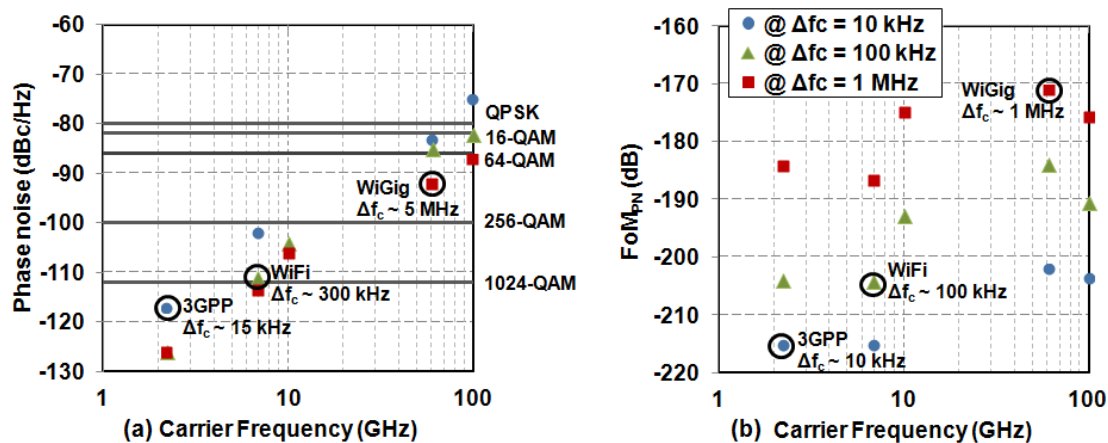 -60
-70
-80
-90
-100
-110
-120
-130
Phase noise (dBc/Hz)
QPSK
16-QAM
64-QAM
WiGig
Δfc ~ 5 MHz
256-QAM
WiFi
Δfc ~ 300 kHz
1024-QAM
3GPP
Δfc ~ 15 kHz
1
10
100
(a) Carrier Frequency (GHz)
-160
-170
-180
-190
-200
-210
-220
FoMPN (dB)
@ Δfc = 10 kHz
@ Δfc = 100 kHz
@ Δfc = 1 MHz
WiGig
Δfc ~ 1 MHz
WiFi
Δfc ~ 100 kHz
3GPP
Δfc ~ 10 kHz
1
10
100
(b) Carrier Frequency (GHz)